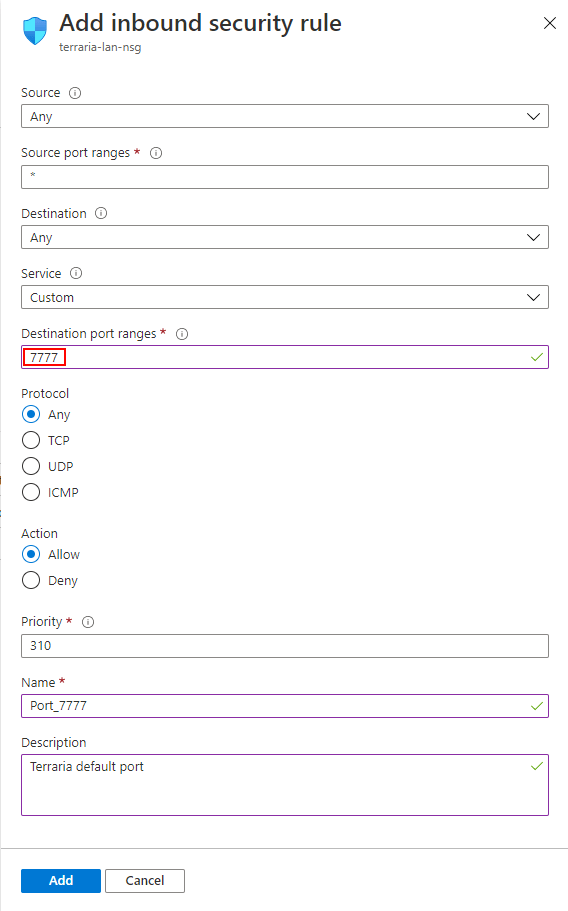 Add inbound security rule
terraria-lan-nsg
Source
Any
Source port ranges *
*
Destination
Any
Service
Custom
Destination port ranges *
7777
Protocol
Any
TCP
UDP
ICMP
Action
Allow
Deny
Priority *
310
Name *
Port_7777
Description
Terraria default port
Add Cancel